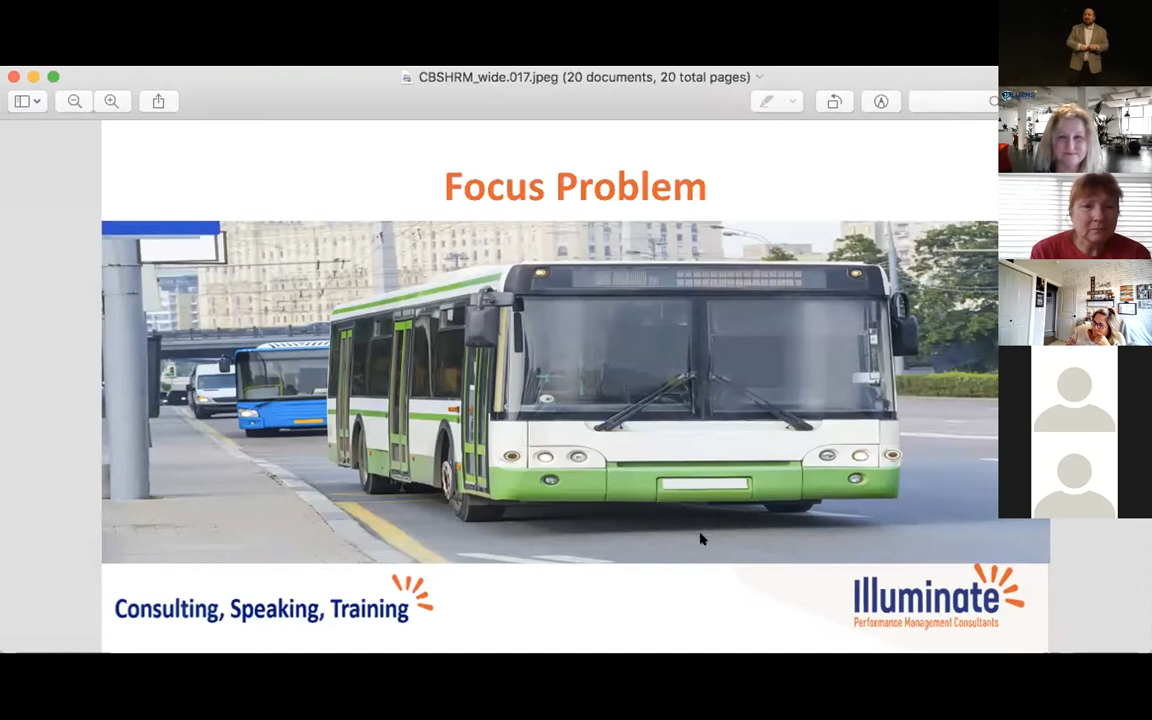 CBSHRM_wide.017.jpeg (20 documents, 20 total pages)
Focus Problem
Consulting, Speaking, Training
Illuminate
Performance Management Consultants